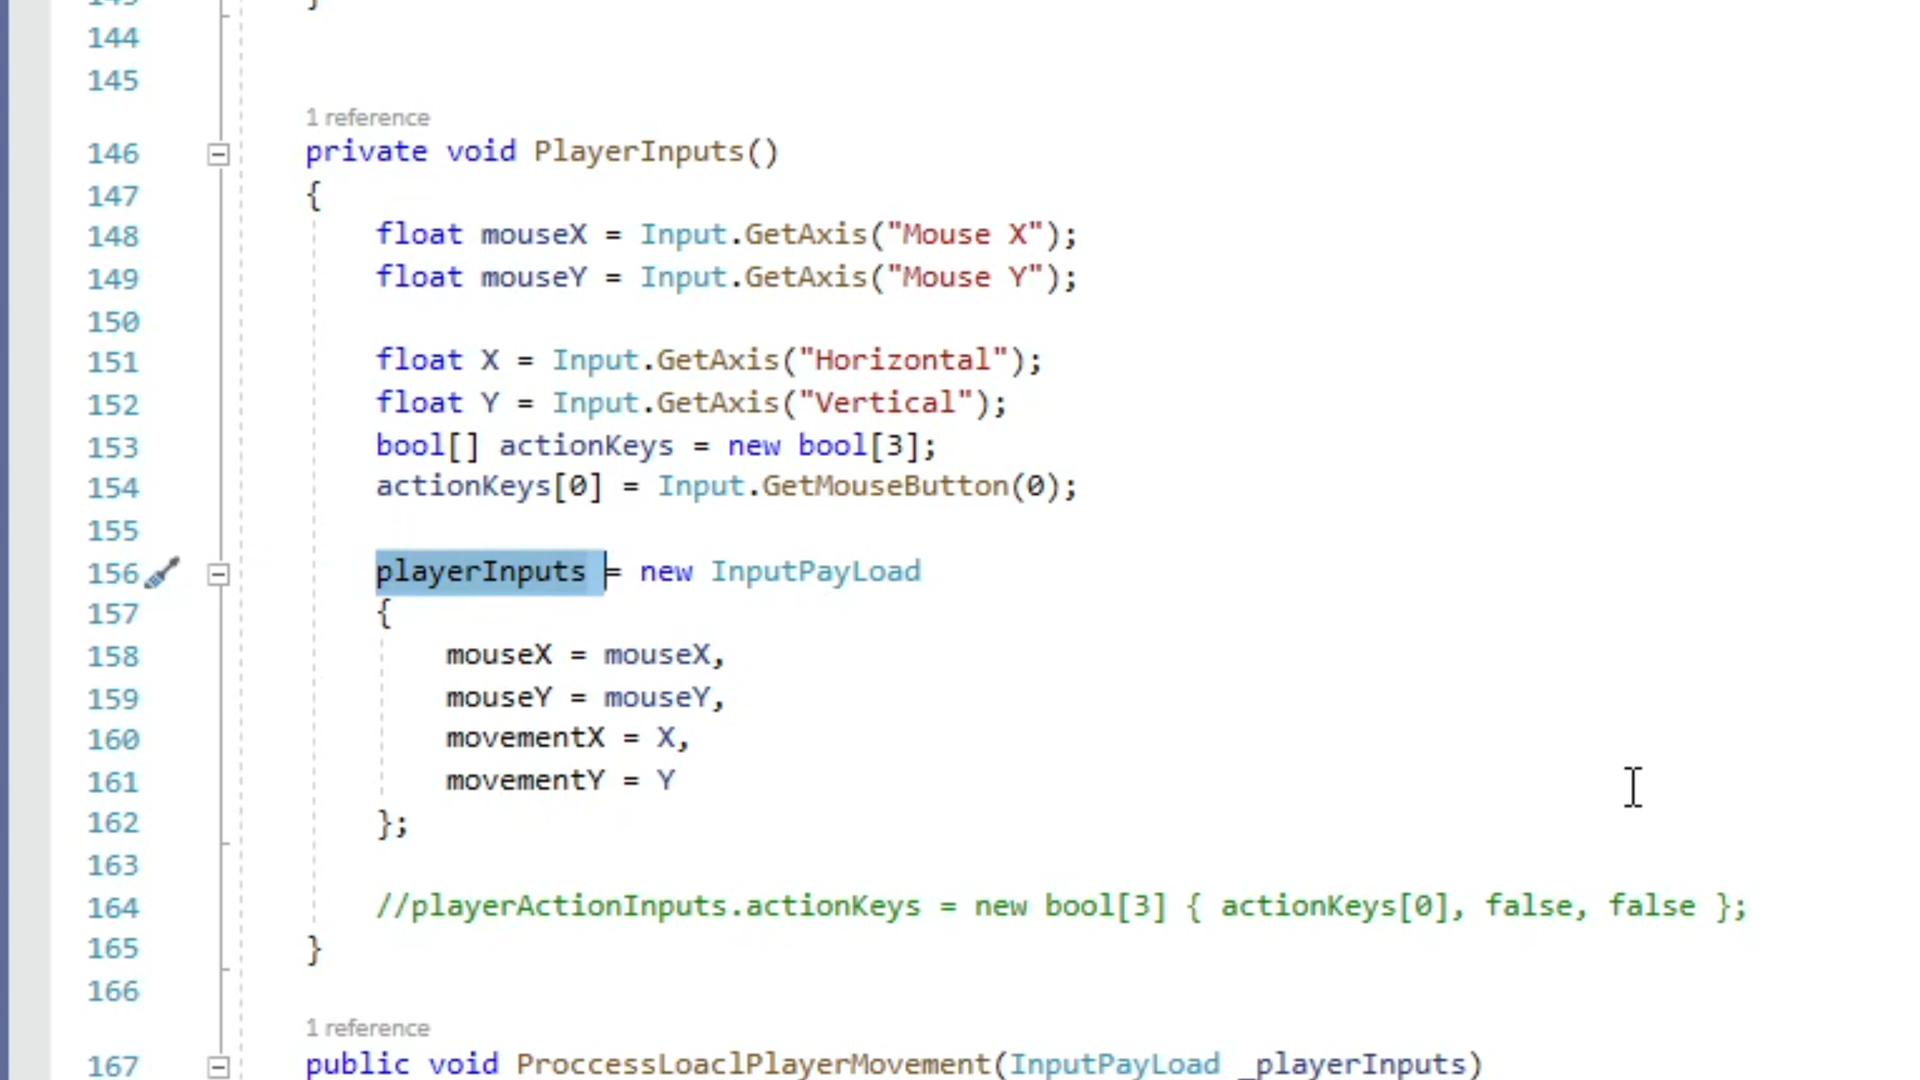 144
145
1 reference
146 private void PlayerInputs()
147 {
148 float mouseX = Input.GetAxis("Mouse X");
149 float mouseY = Input.GetAxis("Mouse Y");
150
151 float X = Input.GetAxis("Horizontal");
152 float Y = Input.GetAxis("Vertical");
153 bool[] actionKeys = new bool[3];
154 actionKeys[0] = Input.GetMouseButton(0);
155
156 playerInputs = new InputPayLoad
157 {
158 mouseX = mouseX,
159 mouseY = mouseY,
160 movementX = X,
161 movementY = Y
162 };
163
164 //playerActionInputs.actionKeys = new bool[3] { actionKeys[0], false, false };
165 }
166
1 reference
167 public void ProccessLoaclPlayerMovement(InputPayLoad _playerInputs)